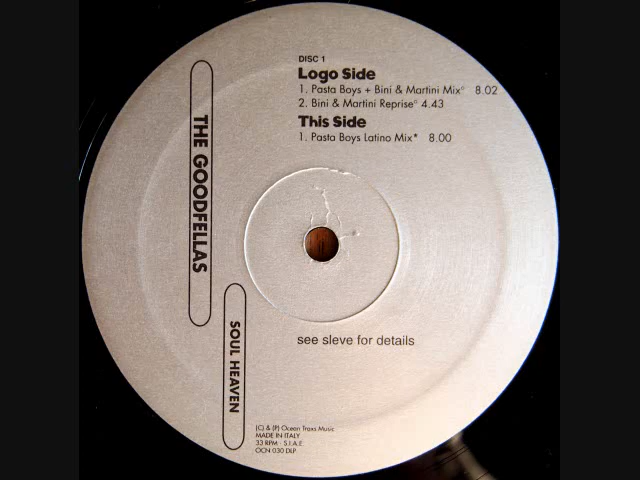 DISC 1
Logo Side
1. Pasta Boys + Bini & Martini Mix° 8.02
2. Bini & Martini Reprise° 4.43
This Side
1. Pasta Boys Latino Mix* 8.00
THE GOODFELLAS
SOUL HEAVEN
see sleve for details
(C) & (P) Ocean Traxs Music
MADE IN ITALY
33 RPM - S.I.A.E.
OCN 030 DLP